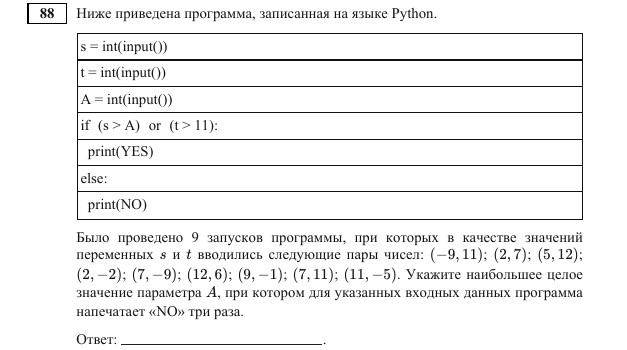 88 Ниже приведена программа, записанная на языке Python.
s = int(input())
t = int(input())
A = int(input())
if (s > A) or (t > 11):
print(YES)
else:
print(NO)
Было проведено 9 запусков программы, при которых в качестве значений
переменных s и t вводились следующие пары чисел: (−9, 11); (2, 7); (5, 12);
(2, −2); (7, −9); (12, 6); (9, −1); (7, 11); (11, −5). Укажите наибольшее целое
значение параметра A, при котором для указанных входных данных программа
напечатает «NO» три раза.
Ответ: ___________________________.